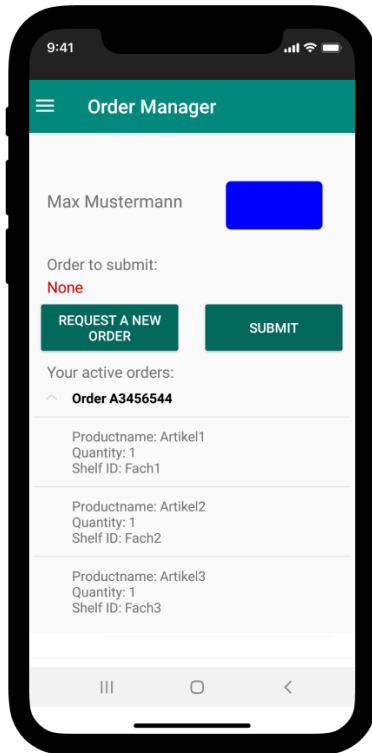 9:41
Order Manager
Max Mustermann
Order to submit:
None
REQUEST A NEW
ORDER
SUBMIT
Your active orders:
Order A3456544
Productname: Artikel1
Quantity: 1
Shelf ID: Fach1
Productname: Artikel2
Quantity: 1
Shelf ID: Fach2
Productname: Artikel3
Quantity: 1
Shelf ID: Fach3